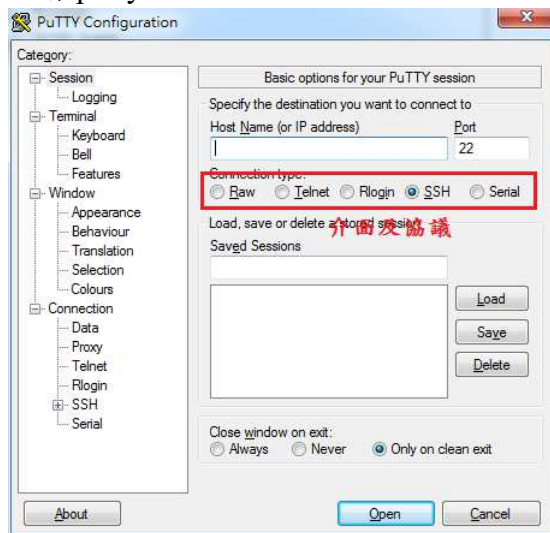 PuTTY Configuration
Category:
Session
Logging
Terminal
Keyboard
Bell
Features
Window
Appearance
Behaviour
Translation
Selection
Colours
Connection
Data
Proxy
Telnet
Rlogin
SSH
Serial
Basic options for your PuTTY session
Specify the destination you want to connect to
Host Name (or IP address)
Port
22
Connection type:
Raw Telnet Rlogin SSH Serial
Load, save or delete a stored session
介面及協議
Saved Sessions
Load
Save
Delete
Close window on exit:
Always Never Only on clean exit
About
Open
Cancel